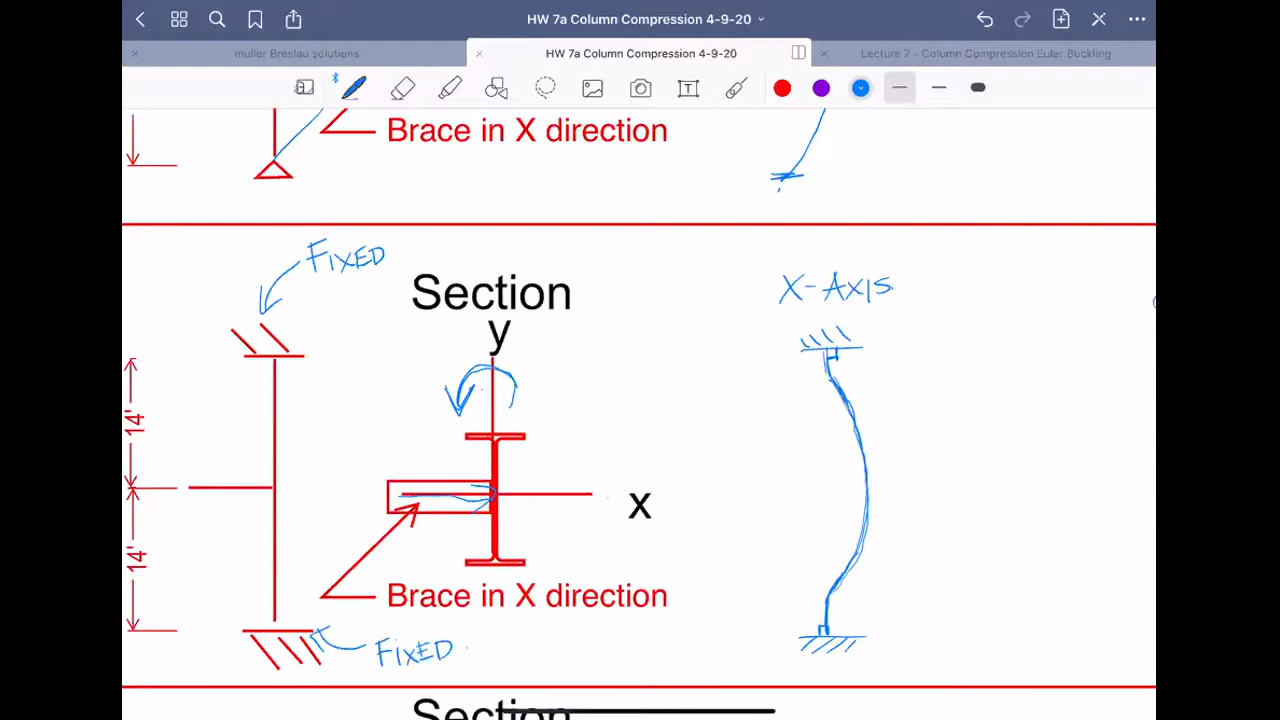 HW 7a Column Compression 4-9-20
muller Breslau solutions
HW 7a Column Compression 4-9-20
Lecture 7 - Column Compression Euler Buckling
T
Brace in X direction
FIXED
Section
y
X-AXIS
14'
x
14'
Brace in X direction
FIXED
Section